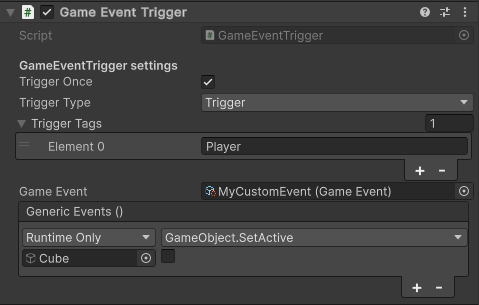 Game Event Trigger
Script GameEventTrigger
GameEventTrigger settings
Trigger Once
Trigger Type Trigger
Trigger Tags 1
Element 0 Player
+ -
Game Event MyCustomEvent (Game Event)
Generic Events ()
Runtime Only GameObject.SetActive
Cube
+ -